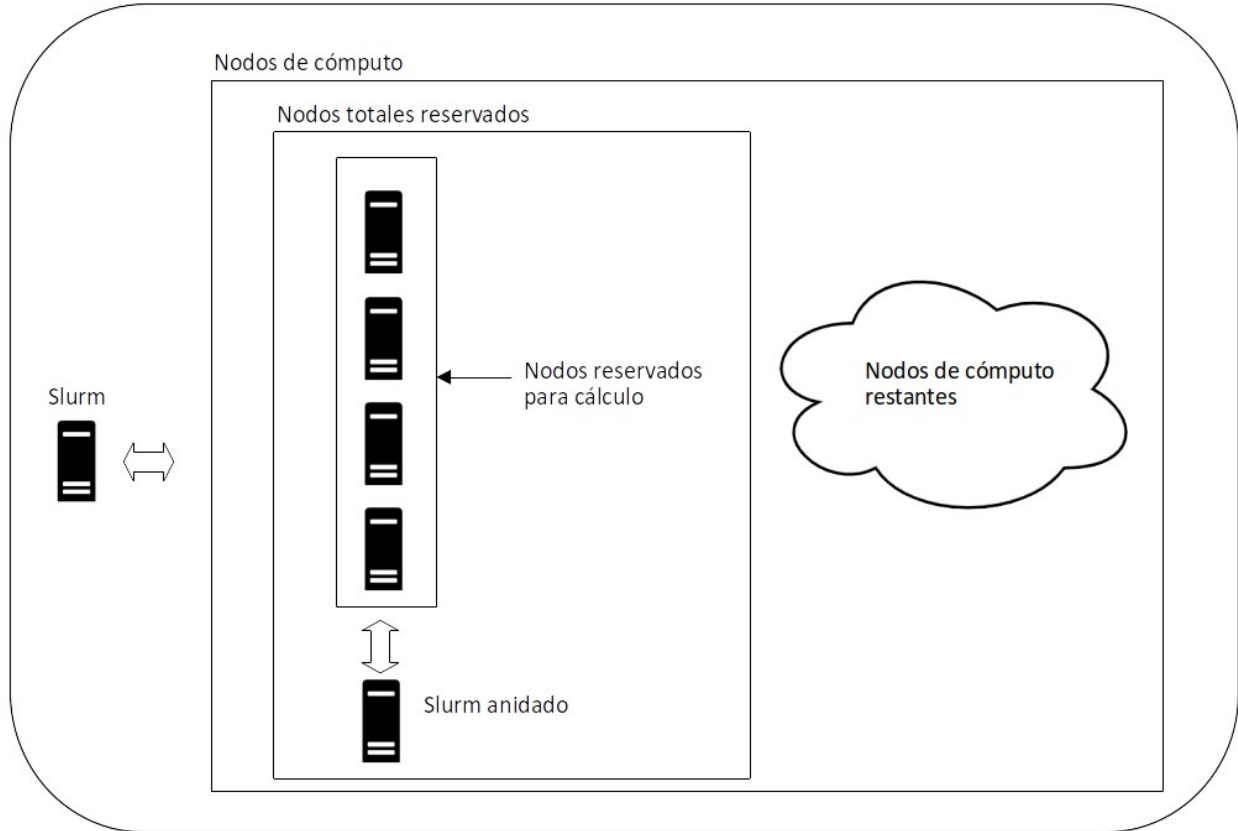 Nodos de cómputo
Nodos totales reservados
Nodos reservados
para cálculo
Nodos de cómputo
restantes
Slurm
Slurm anidado